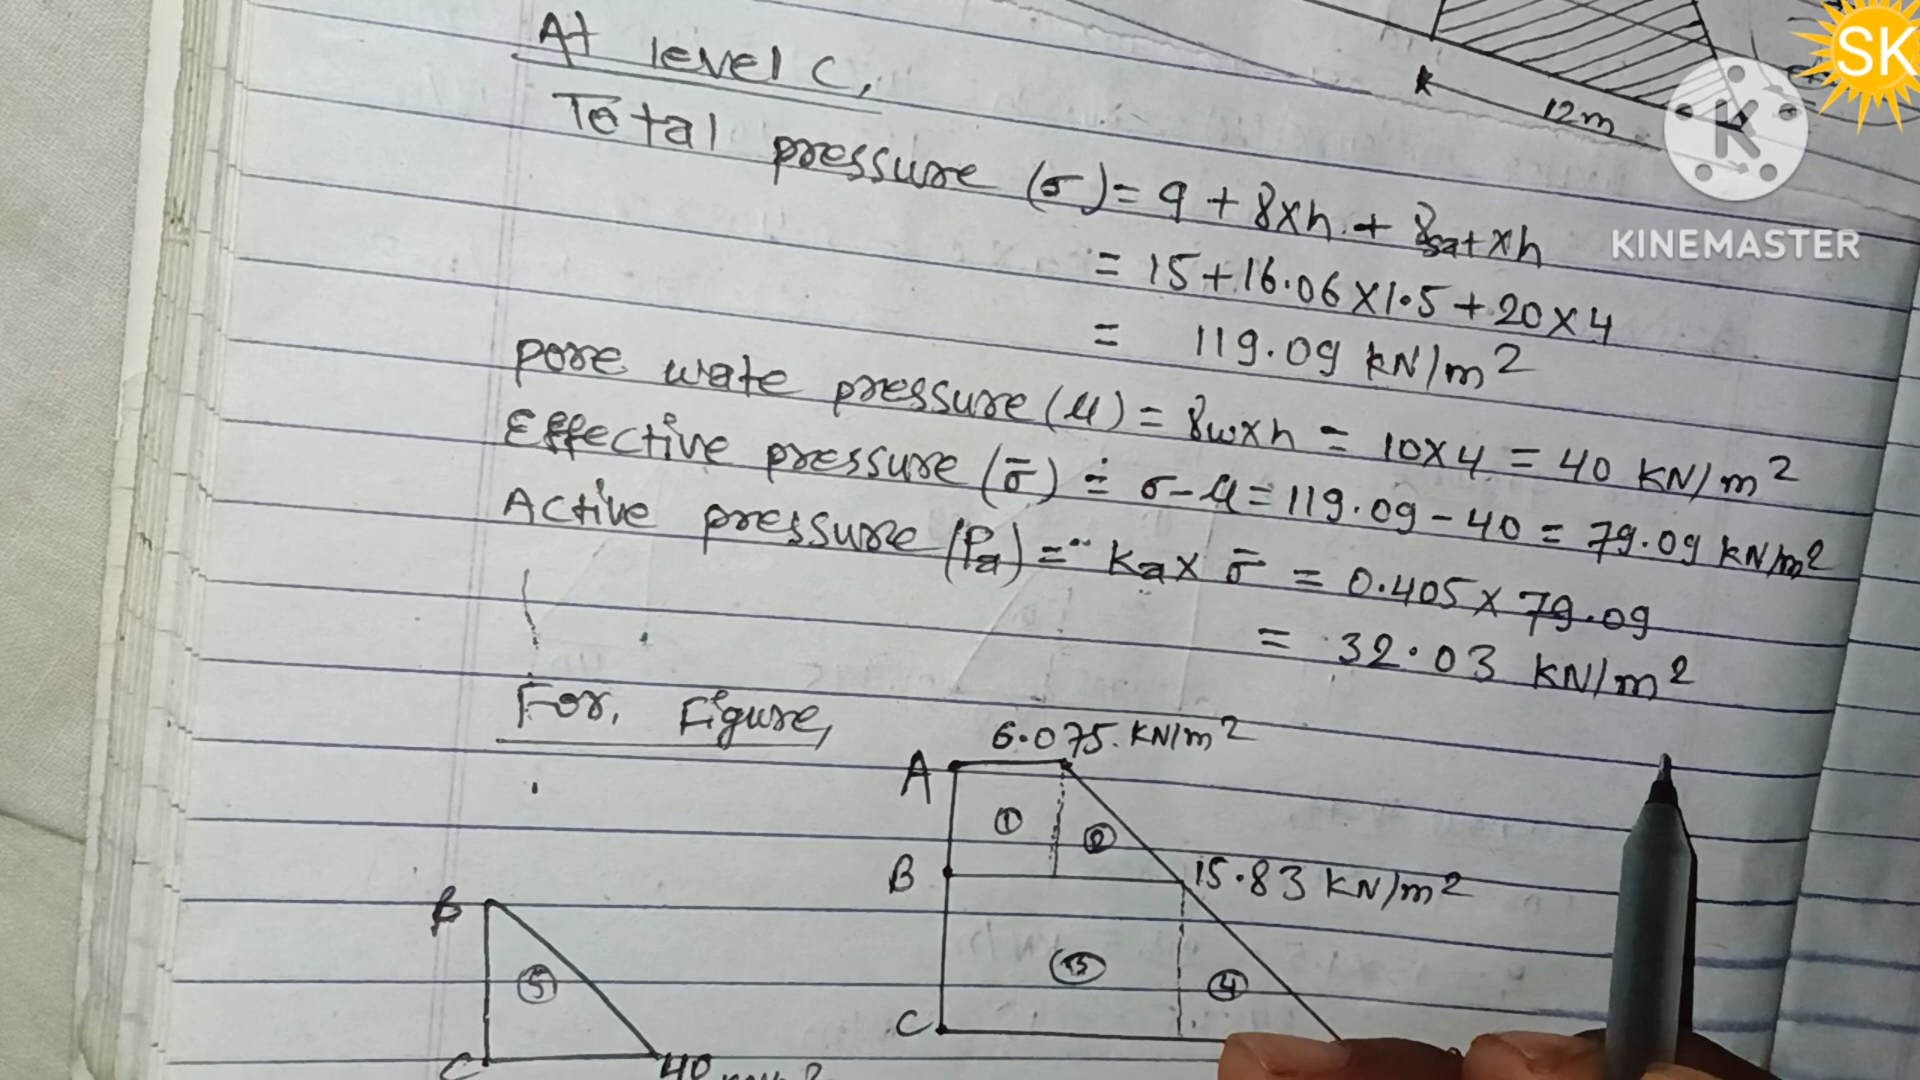 At level C,
Total pressure (σ) = q + γxh + γsat xh
= 15 + 16.06 x 1.5 + 20 x 4
= 119.09 kN/m2
Pore wate pressure (μ) = γw x h = 10 x 4 = 40 KN/m2
Effective pressure (σ̄) = σ - μ = 119.09 - 40 = 79.09 kN/m2
Active pressure (Pa) = ka x σ̄ = 0.405 x 79.09
= 32.03 kN/m2
For, Figure,
6.075. KN/m2
A
① ②
B
15.83 KN/m2
③ ④
C
B
⑤
C
40
12m
SK
K
KINEMASTER